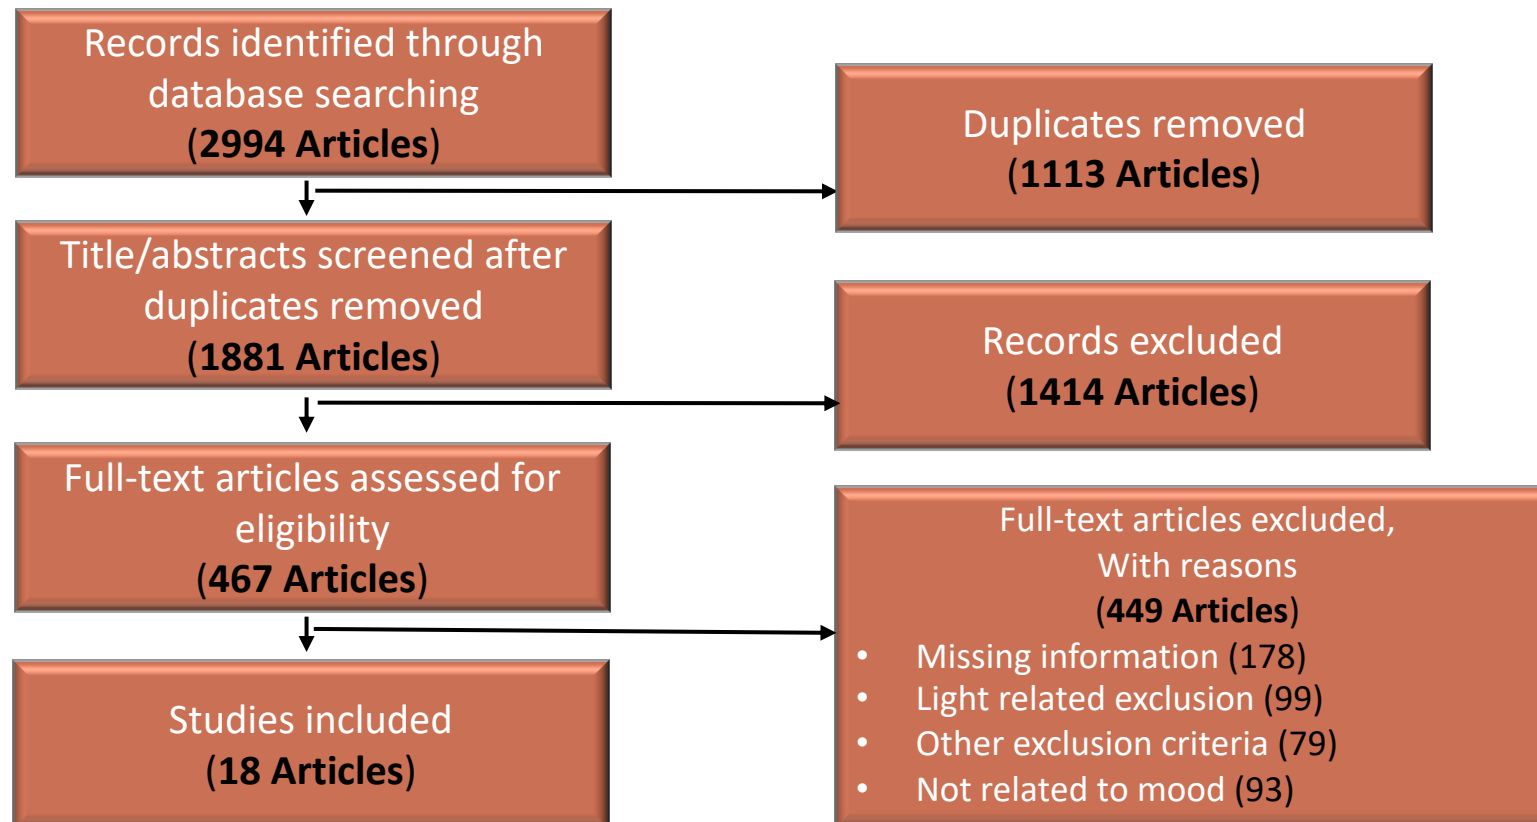 Records identified through
database searching
(2994 Articles)
Duplicates removed
(1113 Articles)
Title/abstracts screened after
duplicates removed
(1881 Articles)
Records excluded
(1414 Articles)
Full-text articles assessed for
eligibility
(467 Articles)
Full-text articles excluded,
With reasons
(449 Articles)
• Missing information (178)
• Light related exclusion (99)
• Other exclusion criteria (79)
• Not related to mood (93)
Studies included
(18 Articles)